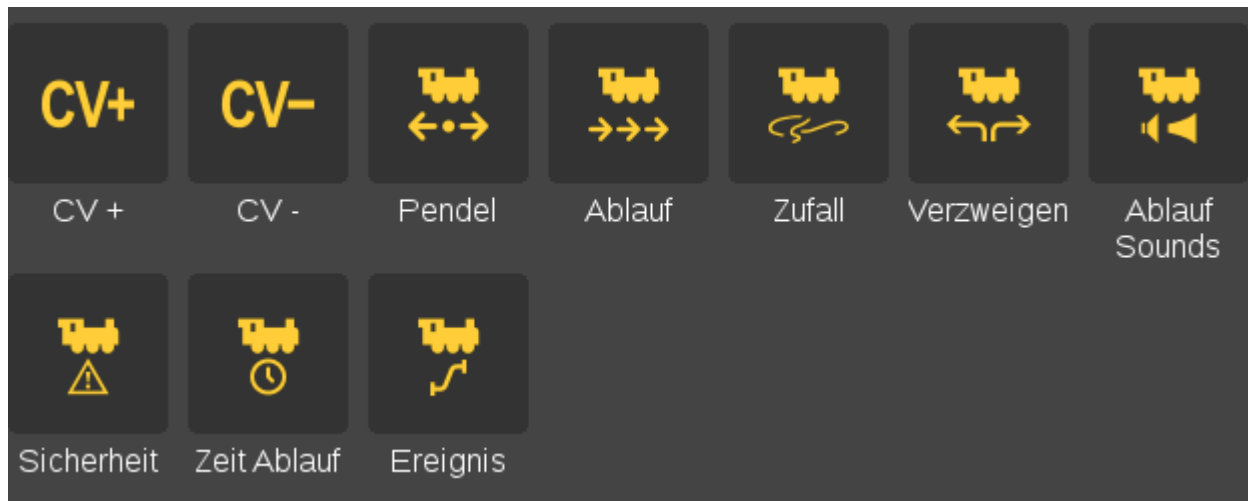 CV+ CV-
CV + CV - Pendel Ablauf Zufall Verzweigen Ablauf
Sounds
Sicherheit Zeit Ablauf Ereignis